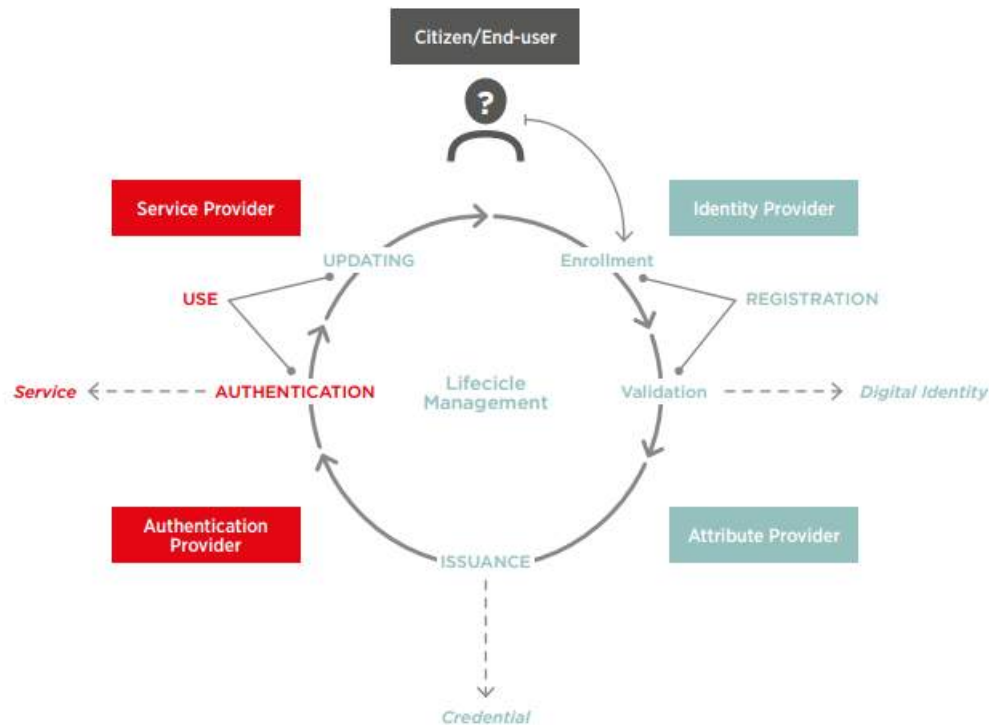 Citizen/End-user
?
Service Provider
Identity Provider
UPDATING
Enrollment
USE
REGISTRATION
Service
AUTHENTICATION
Lifecicle
Management
Validation
Digital Identity
Authentication
Provider
Attribute Provider
ISSUANCE
Credential